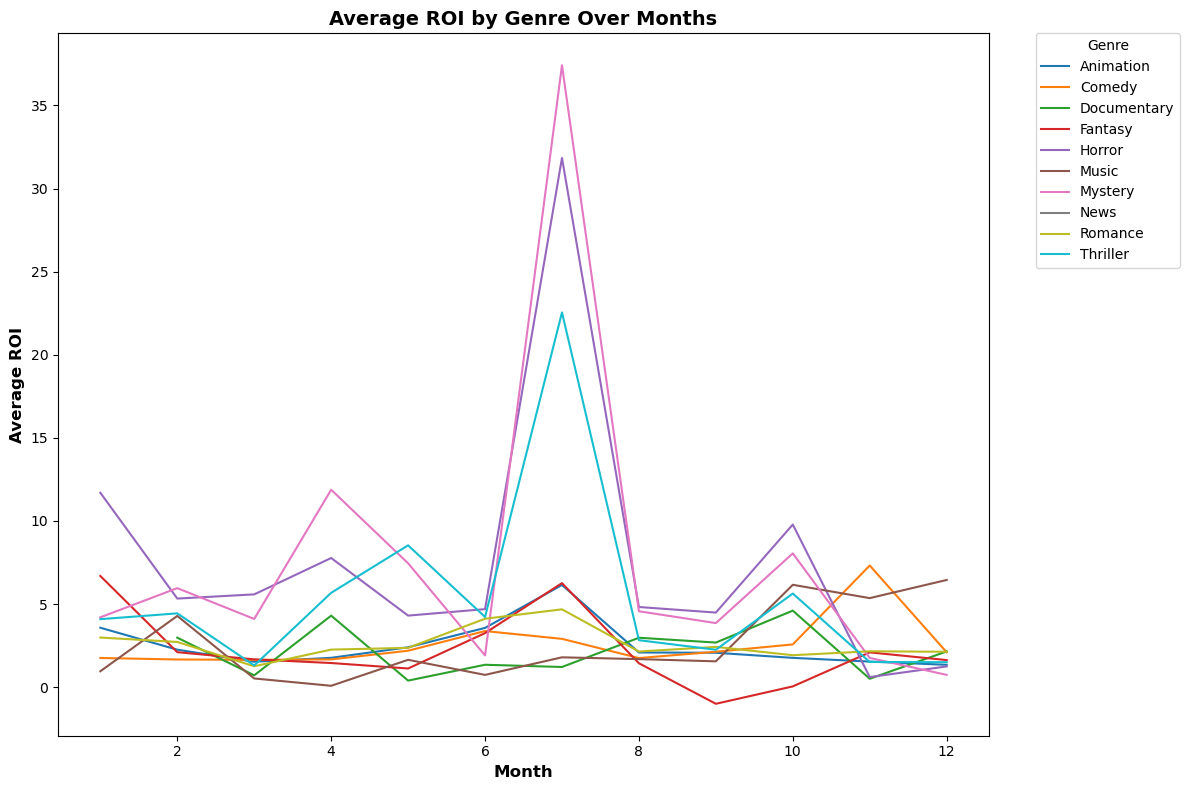 Average ROI by Genre Over Months
Genre
Animation
Comedy
Documentary
Fantasy
Horror
Music
Mystery
News
Romance
Thriller
Average ROI
35
30
25
20
15
10
5
0
2 4 6 8 10 12
Month